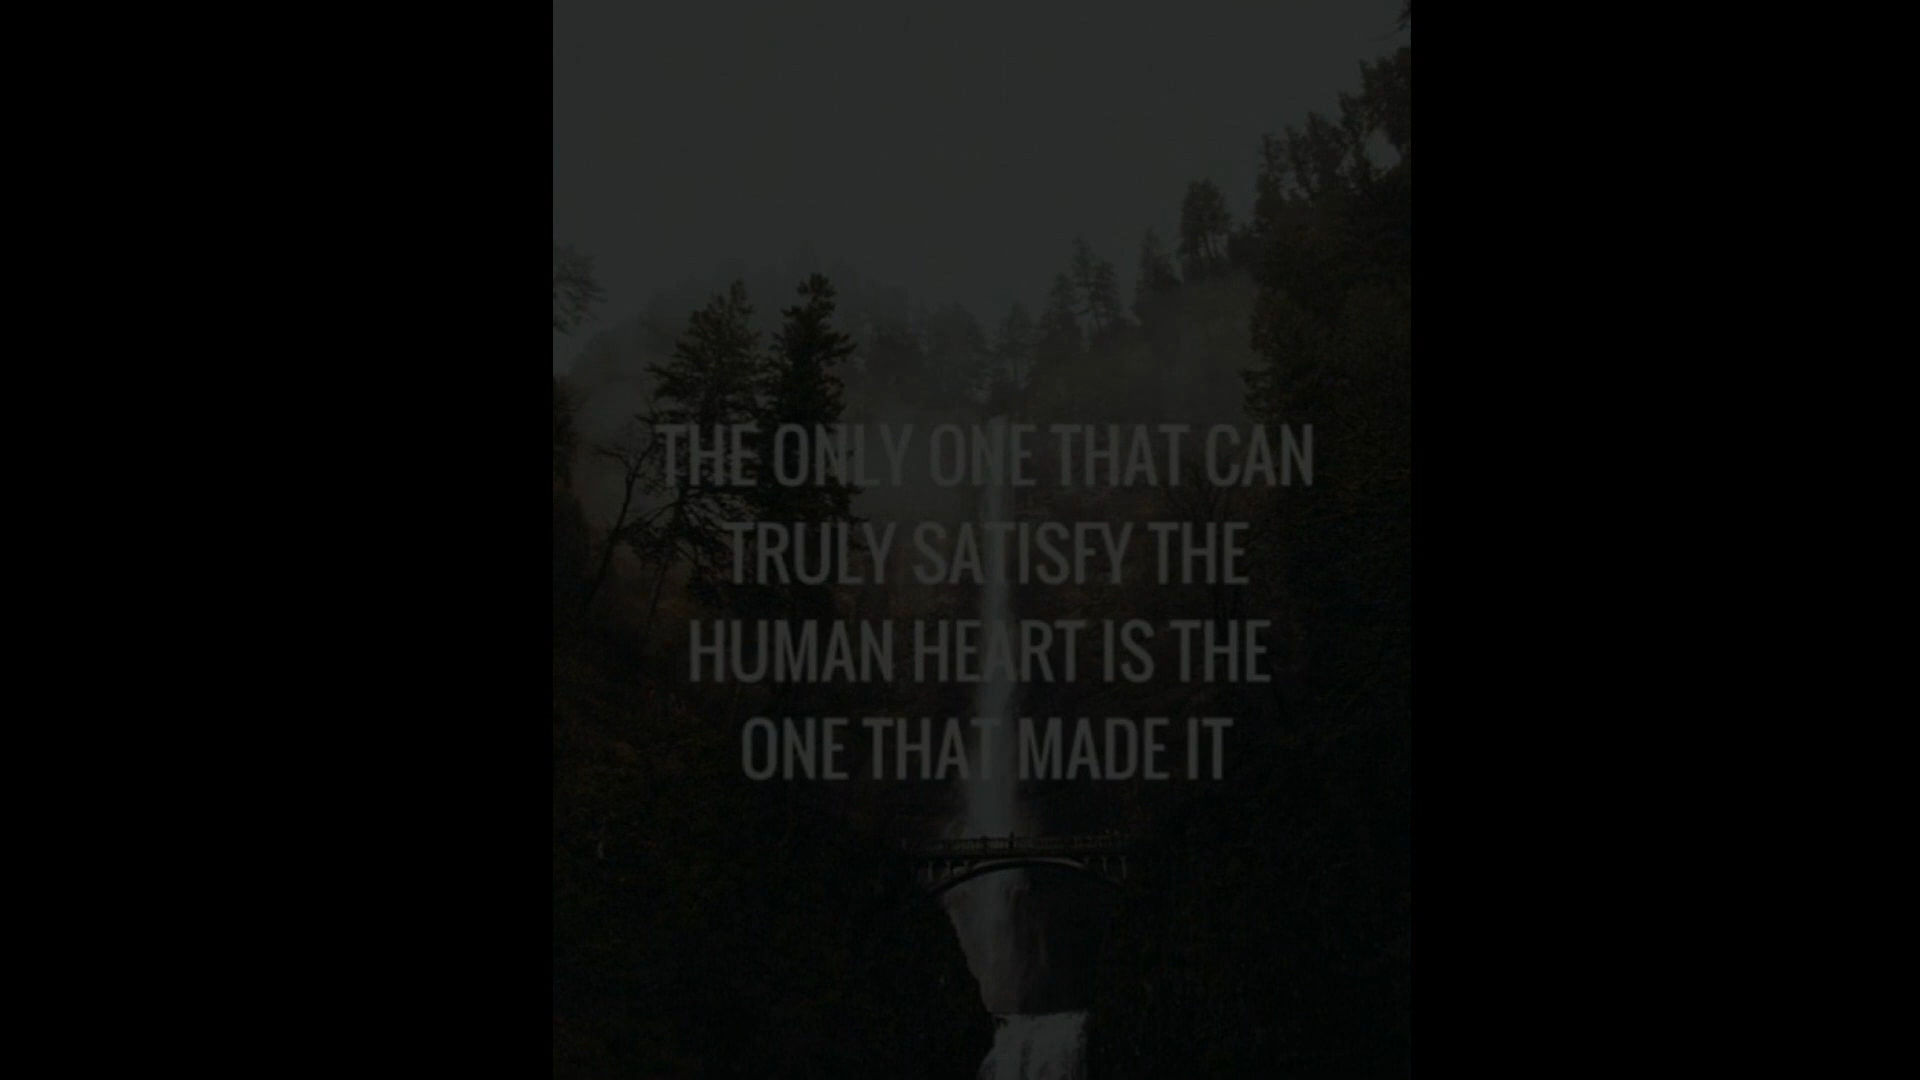 THE ONLY ONE THAT CAN
TRULY SATISFY THE
HUMAN HEART IS THE
ONE THAT MADE IT